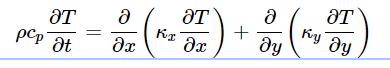 ρc_p ∂T/∂t = ∂/∂x (κ_x ∂T/∂x) + ∂/∂y (κ_y ∂T/∂y)